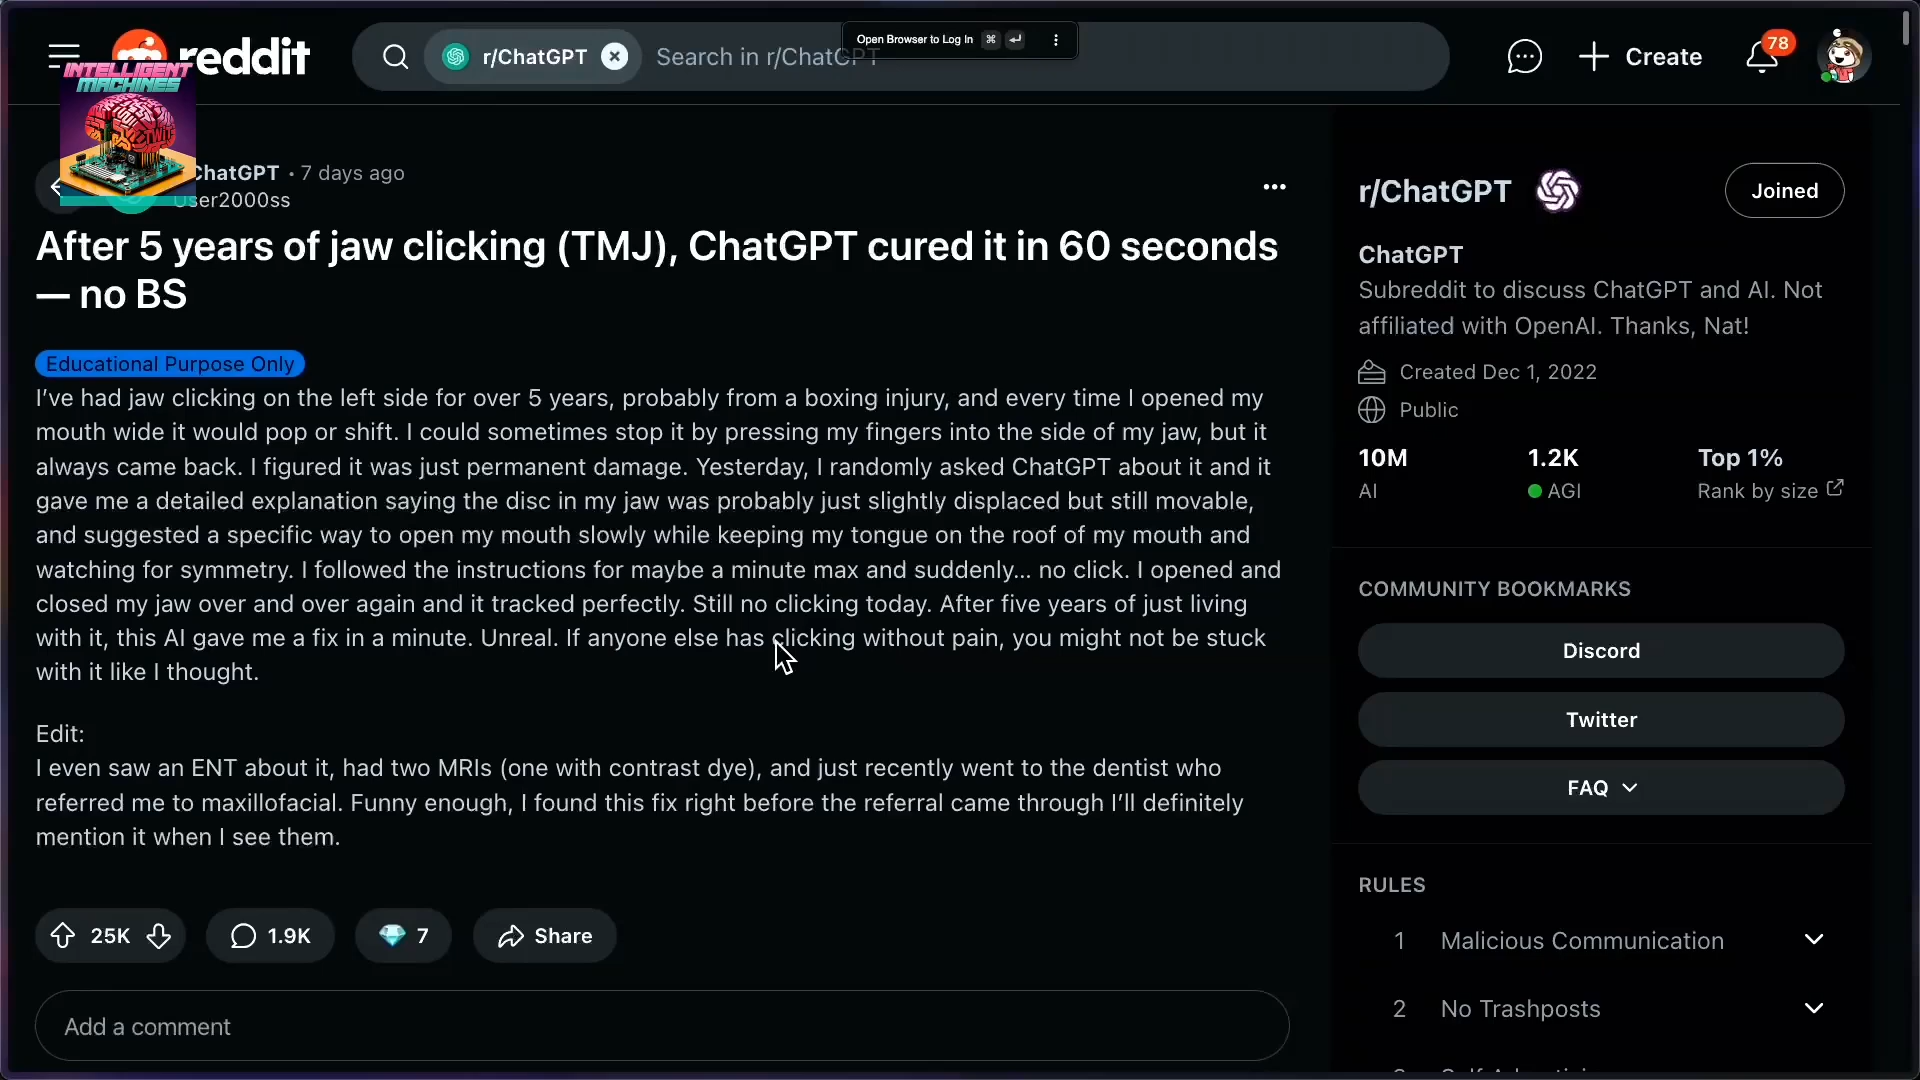 reddit
r/ChatGPT
Search in r/ChatGPT
Open Browser to Log In
Create
78
INTELLIGENT
MACHINES
TWiT
ChatGPT • 7 days ago
User2000ss
After 5 years of jaw clicking (TMJ), ChatGPT cured it in 60 seconds
— no BS
Educational Purpose Only
I've had jaw clicking on the left side for over 5 years, probably from a boxing injury, and every time I opened my
mouth wide it would pop or shift. I could sometimes stop it by pressing my fingers into the side of my jaw, but it
always came back. I figured it was just permanent damage. Yesterday, I randomly asked ChatGPT about it and it
gave me a detailed explanation saying the disc in my jaw was probably just slightly displaced but still movable,
and suggested a specific way to open my mouth slowly while keeping my tongue on the roof of my mouth and
watching for symmetry. I followed the instructions for maybe a minute max and suddenly... no click. I opened and
closed my jaw over and over again and it tracked perfectly. Still no clicking today. After five years of just living
with it, this AI gave me a fix in a minute. Unreal. If anyone else has clicking without pain, you might not be stuck
with it like I thought.
Edit:
I even saw an ENT about it, had two MRIs (one with contrast dye), and just recently went to the dentist who
referred me to maxillofacial. Funny enough, I found this fix right before the referral came through I'll definitely
mention it when I see them.
25K
1.9K
7
Share
Add a comment
r/ChatGPT
Joined
ChatGPT
Subreddit to discuss ChatGPT and AI. Not
affiliated with OpenAI. Thanks, Nat!
Created Dec 1, 2022
Public
10M 1.2K Top 1%
AI AGI Rank by size
COMMUNITY BOOKMARKS
Discord
Twitter
FAQ
RULES
1 Malicious Communication
2 No Trashposts